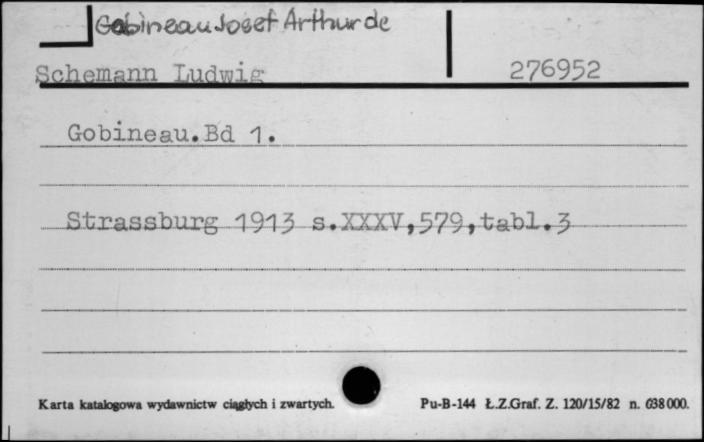 Gobineau Josef Arthur de
Schemann Ludwig 276952
Gobineau.Bd 1.
Strassburg 1913 s.XXXV,579,tabl.3
Karta katalogowa wydawnictw ciągłych i zwartych. Pu-B-144 Ł.Z.Graf. Z. 120/15/82 n. 638000.